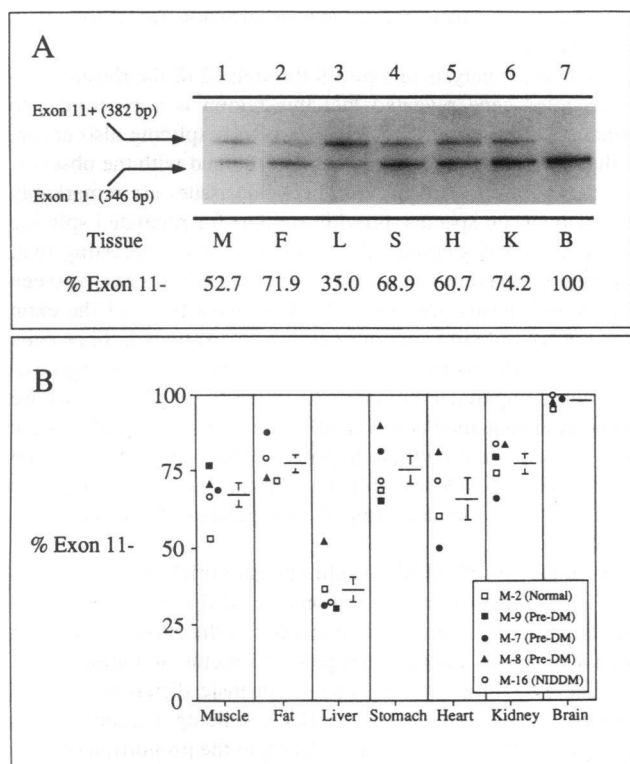 A
1 2 3 4 5 6 7
Exon 11+ (382 bp)
Exon 11- (346 bp)
Tissue M F L S H K B
% Exon 11- 52.7 71.9 35.0 68.9 60.7 74.2 100
B
100
75
% Exon 11- 50
25
0
M-2 (Normal)
M-9 (Pre-DM)
M-7 (Pre-DM)
M-8 (Pre-DM)
M-16 (NIDDM)
Muscle Fat Liver Stomach Heart Kidney Brain